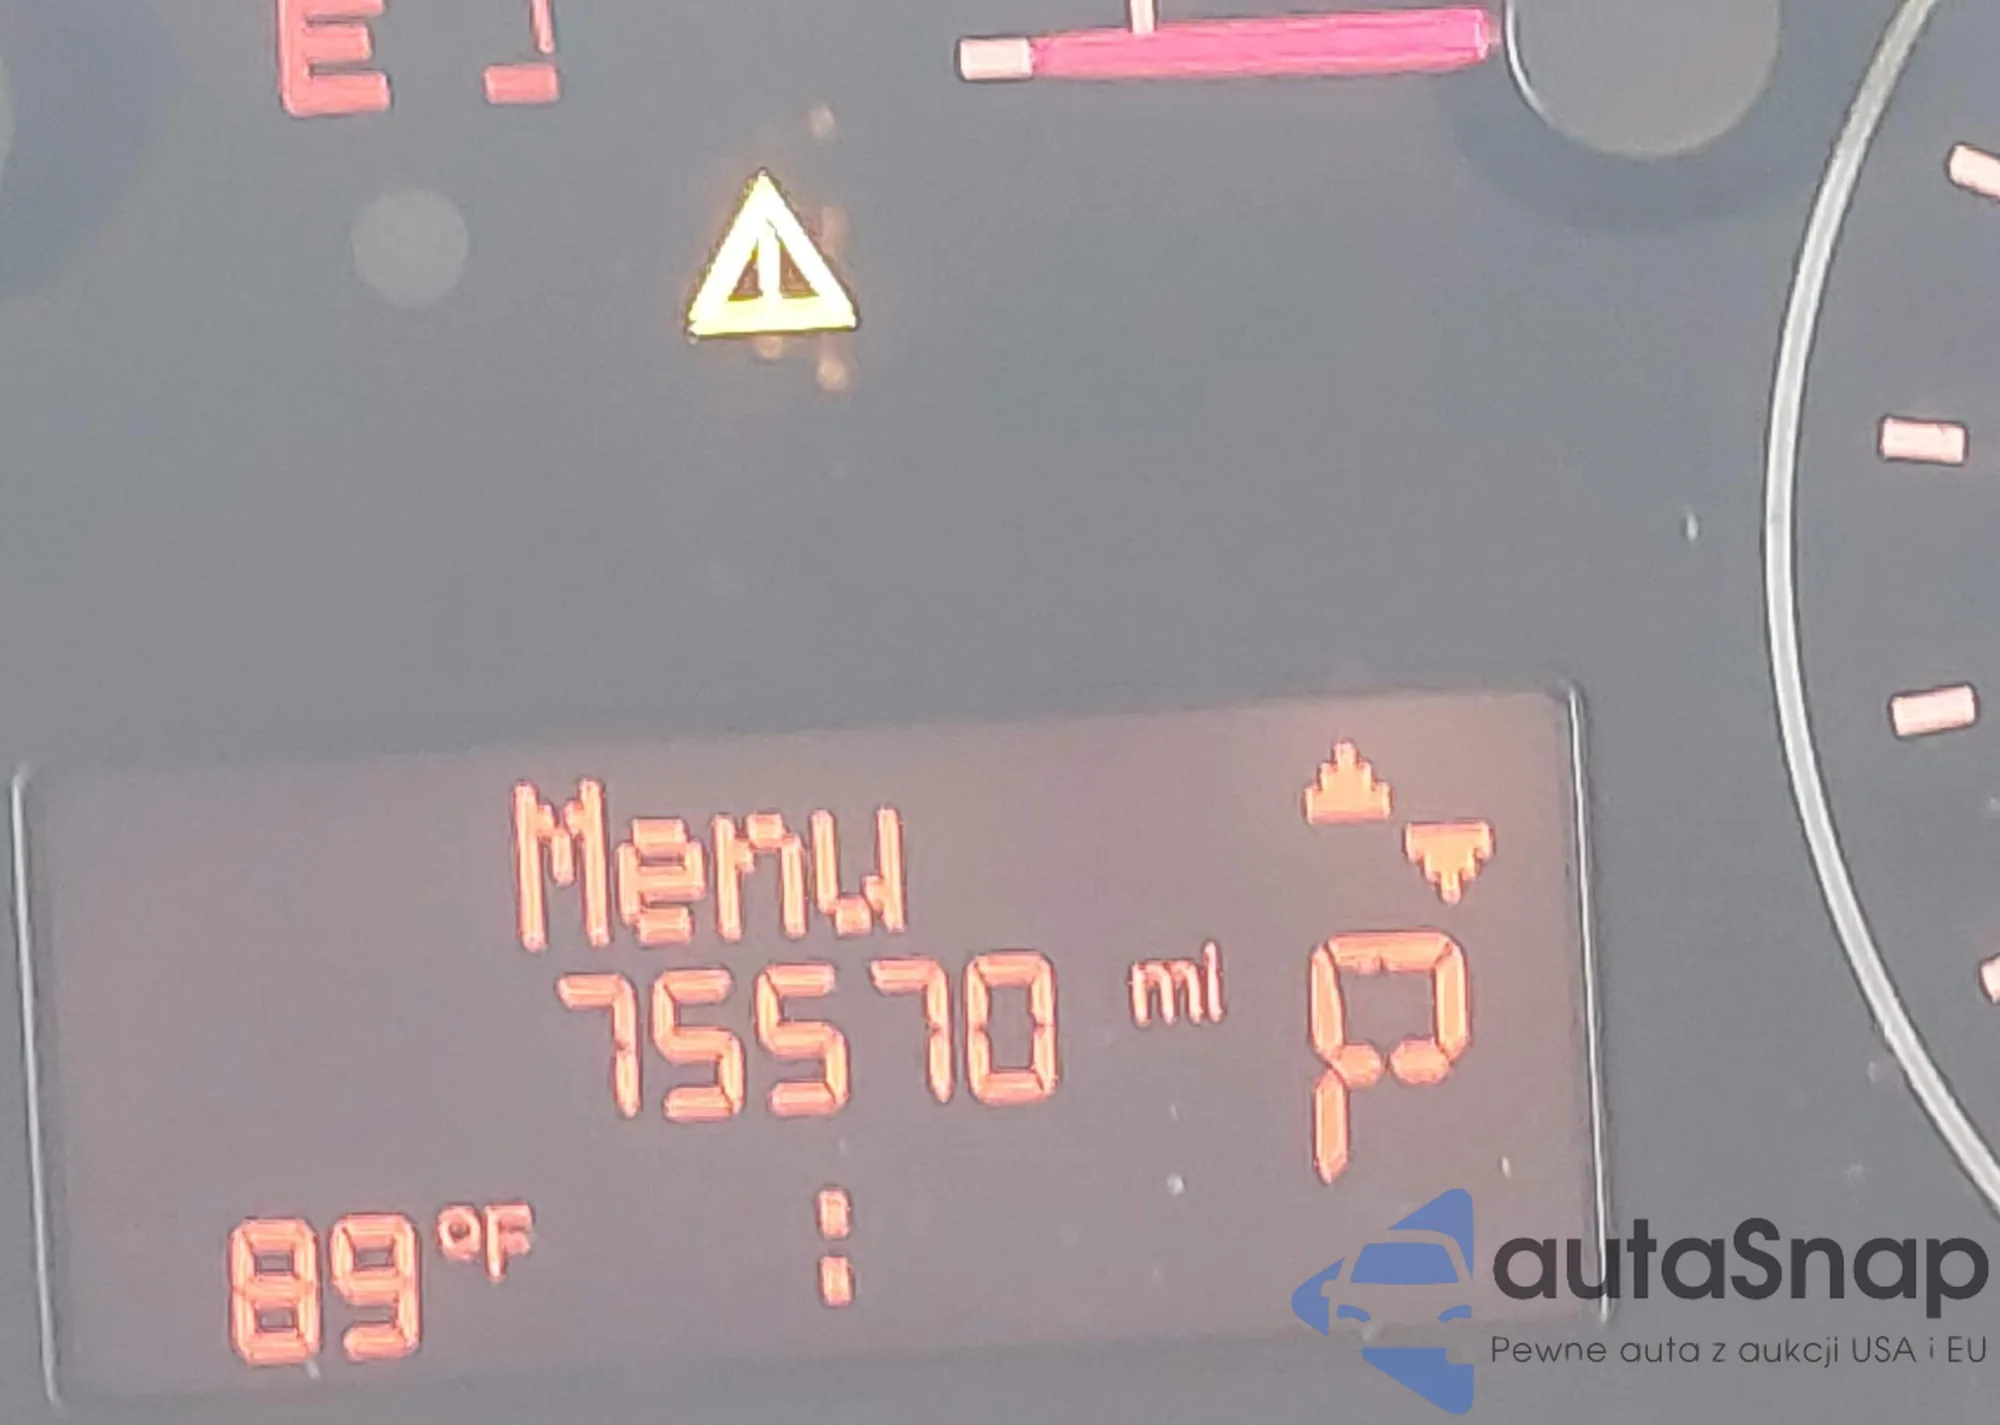 E
Menu
75570 mi P
89°F :
autaSnap
Pewne auta z aukcji USA i EU